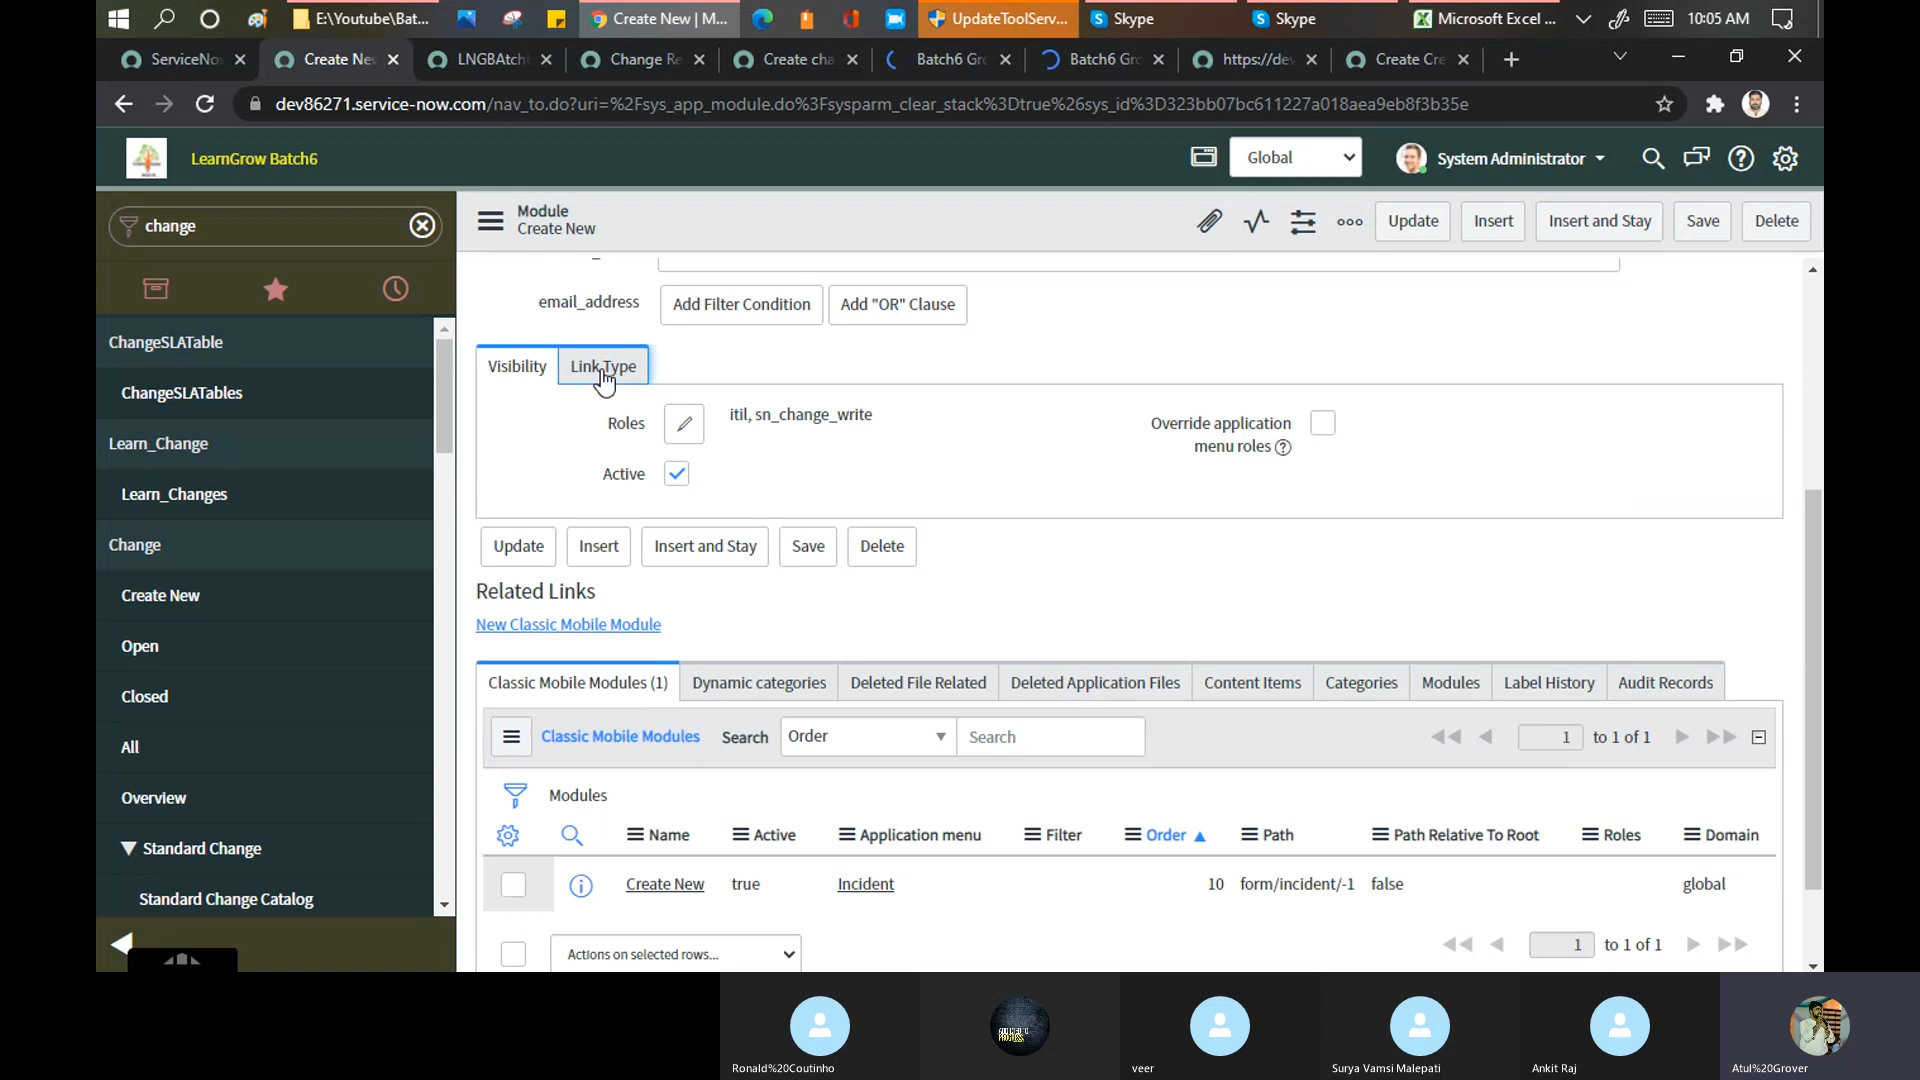 E:\Youtube\Bat...
Create New | M...
UpdateToolServ...
Skype
Skype
Microsoft Excel ...
10:05 AM
ServiceNo
Create Ne
LNGBAtch
Change Re
Create cha
Batch6 Gr
Batch6 Gr
https://dev
Create Cre
dev86271.service-now.com/nav_to.do?uri=%2Fsys_app_module.do%3Fsysparm_clear_stack%3Dtrue%26sys_id%3D323bb07bc611227a018aea9eb8f3b35e
LearnGrow Batch6
Global
System Administrator
change
Module
Create New
Update
Insert
Insert and Stay
Save
Delete
ChangeSLATable
ChangeSLATables
Learn_Change
Learn_Changes
Change
Create New
Open
Closed
All
Overview
Standard Change
Standard Change Catalog
email_address
Add Filter Condition
Add "OR" Clause
Visibility
Link Type
Roles
itil, sn_change_write
Override application
menu roles
Active
Update
Insert
Insert and Stay
Save
Delete
Related Links
New Classic Mobile Module
Classic Mobile Modules (1)
Dynamic categories
Deleted File Related
Deleted Application Files
Content Items
Categories
Modules
Label History
Audit Records
Classic Mobile Modules
Search
Order
Search
1 to 1 of 1
Modules
Name
Active
Application menu
Filter
Order
Path
Path Relative To Root
Roles
Domain
Create New
true
Incident
10
form/incident/-1
false
global
Actions on selected rows...
1 to 1 of 1
Ronald%20Coutinho
veer
Surya Vamsi Malepati
Ankit Raj
Atul%20Grover